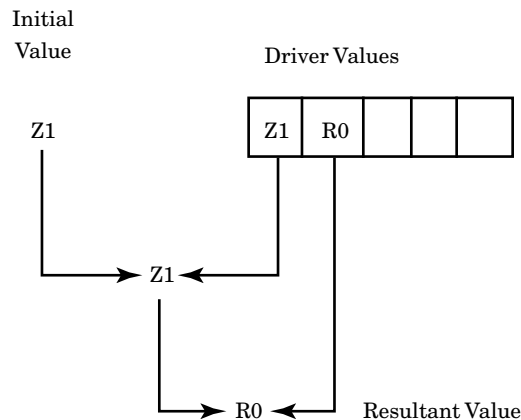 Initial
Value
Driver Values
Z1
Z1 R0
Z1
R0
Resultant Value